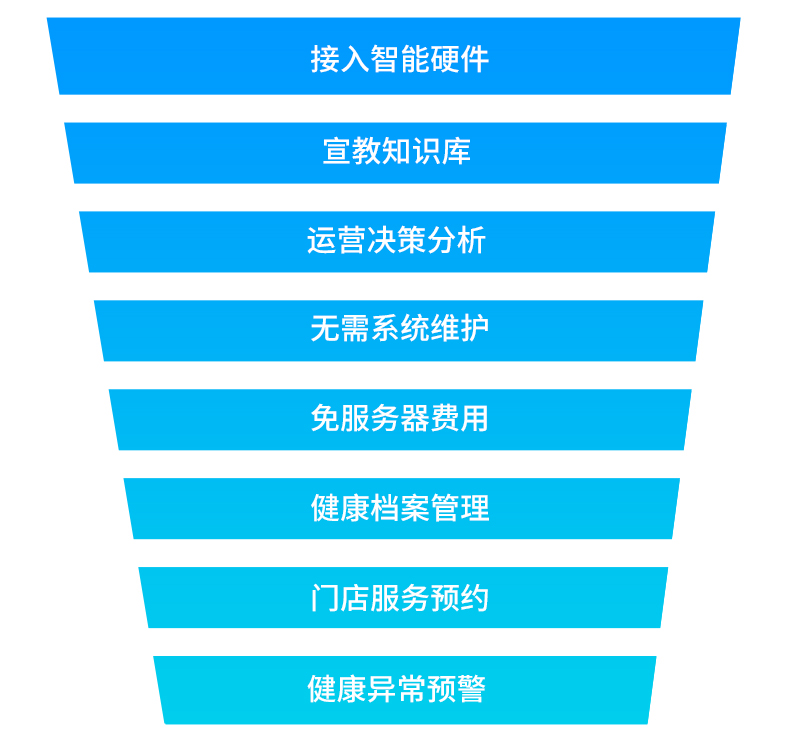 接入智能硬件
宣教知识库
运营决策分析
无需系统维护
免服务器费用
健康档案管理
门店服务预约
健康异常预警